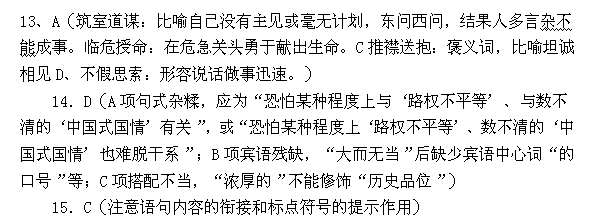 13、A（筑室道谋：比喻自己没有主见或毫无计划，东问西问，结果人多言杂不
能成事。临危授命：在危急关头勇于献出生命。C推襟送抱：褒义词，比喻坦诚
相见D、不假思索：形容说话做事迅速。）
14．D（A项句式杂糅，应为“恐怕某种程度上与‘路权不平等’、与数不
清的‘中国式国情’有关”，或“恐怕某种程度上‘路权不平等’、数不清的‘中
国式国情’也难脱干系”；B项宾语残缺，“大而无当”后缺少宾语中心词“的
口号”等；C项搭配不当，“浓厚的”不能修饰“历史品位”）
15．C（注意语句内容的衔接和标点符号的提示作用）